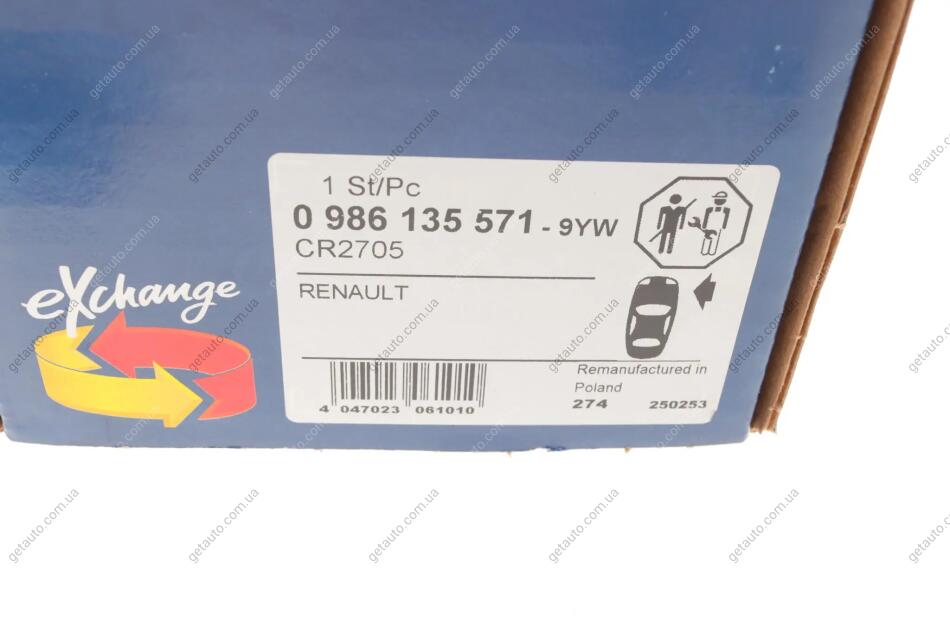 1 St/Pc
0 986 135 571 - 9YW
CR2705
RENAULT
eXchange
Remanufactured in
Poland
274 250253
4 047023 061010
getauto.com.ua